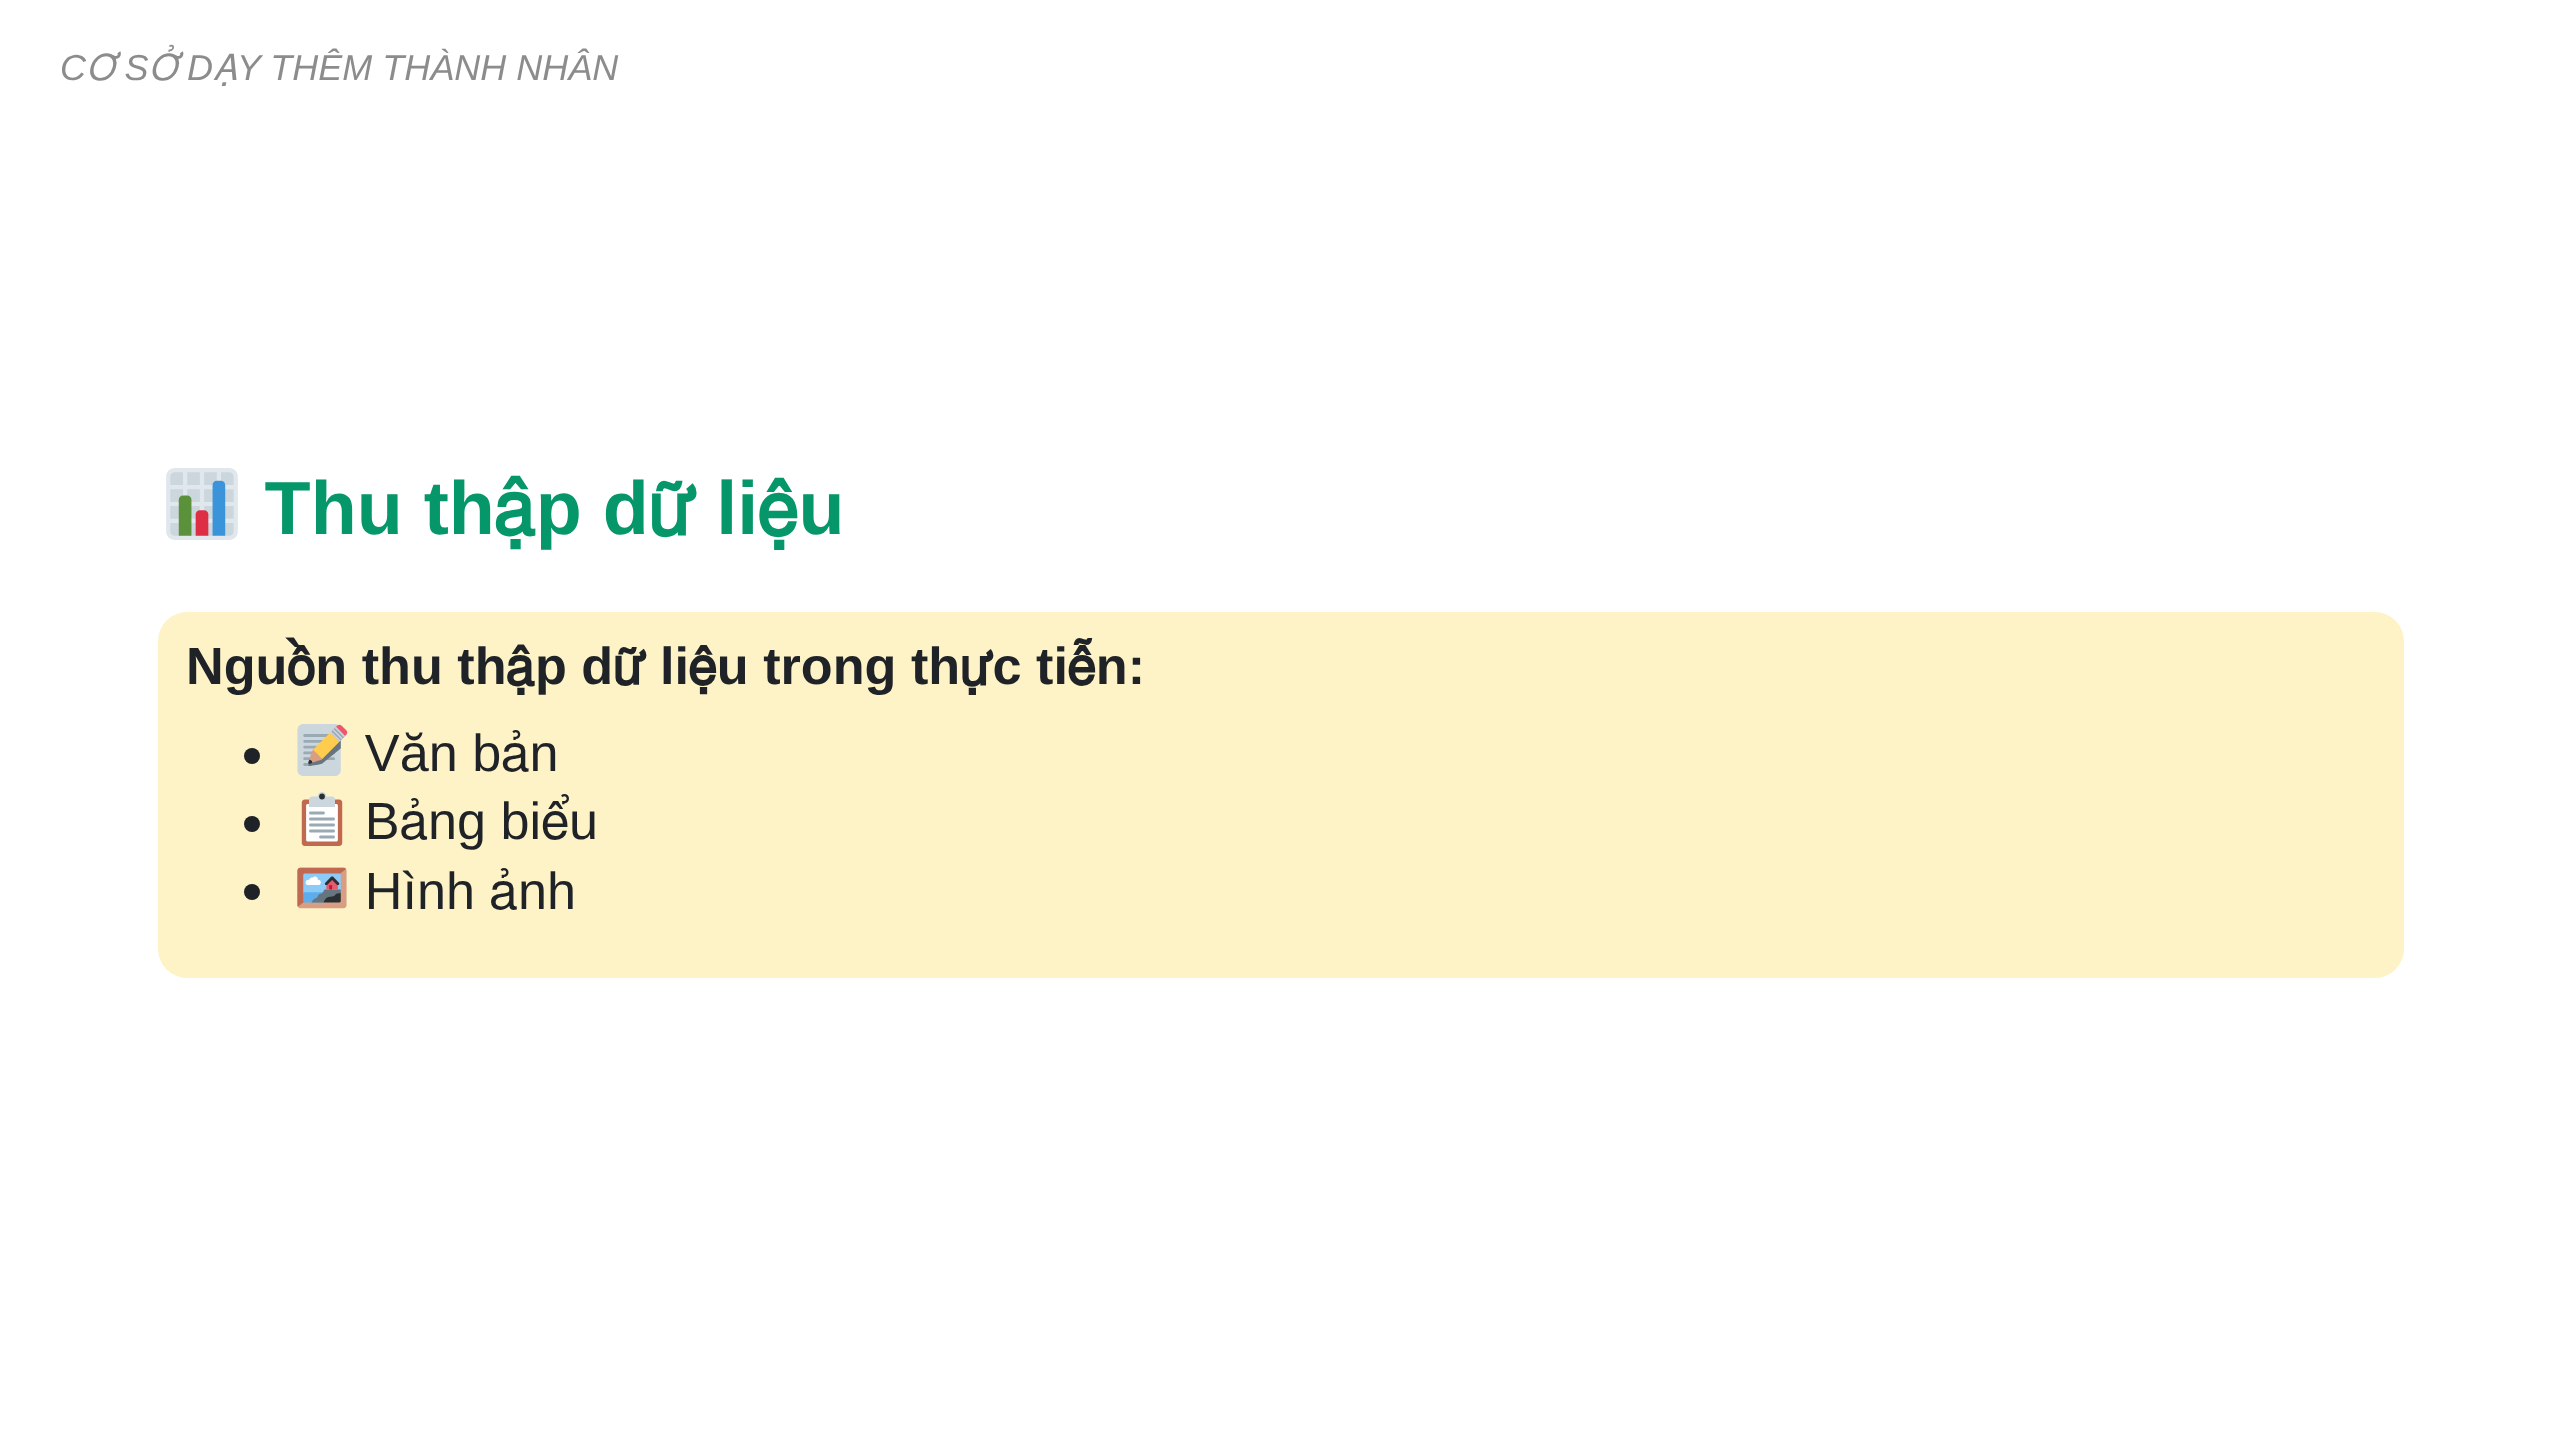 CƠ SỞ DẠY THÊM THÀNH NHÂN
📊 Thu thập dữ liệu
Nguồn thu thập dữ liệu trong thực tiễn:
• 📝 Văn bản
• 📋 Bảng biểu
• 🖼️ Hình ảnh